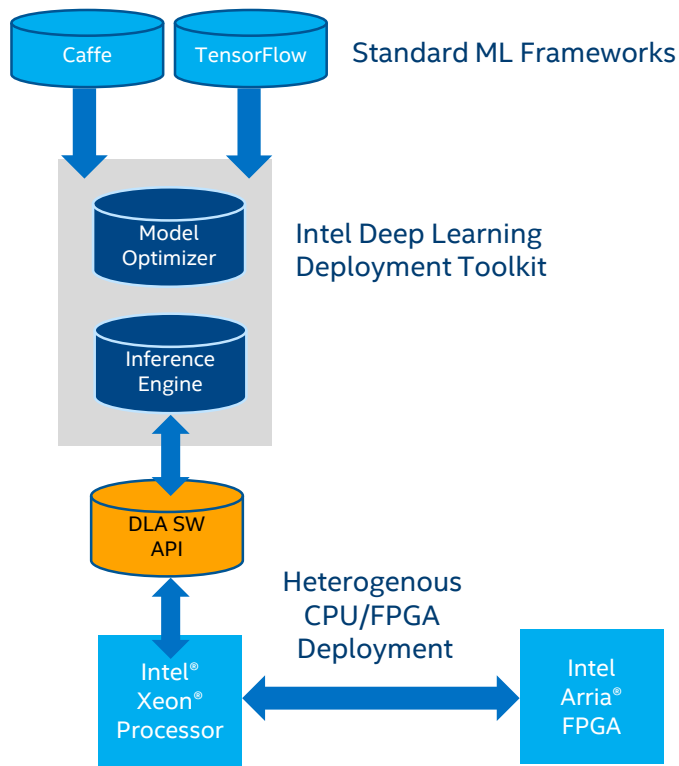 Caffe
TensorFlow
Standard ML Frameworks
Model
Optimizer
Intel Deep Learning
Deployment Toolkit
Inference
Engine
DLA SW
API
Heterogenous
CPU/FPGA
Deployment
Intel®
Xeon®
Processor
Intel
Arria®
FPGA